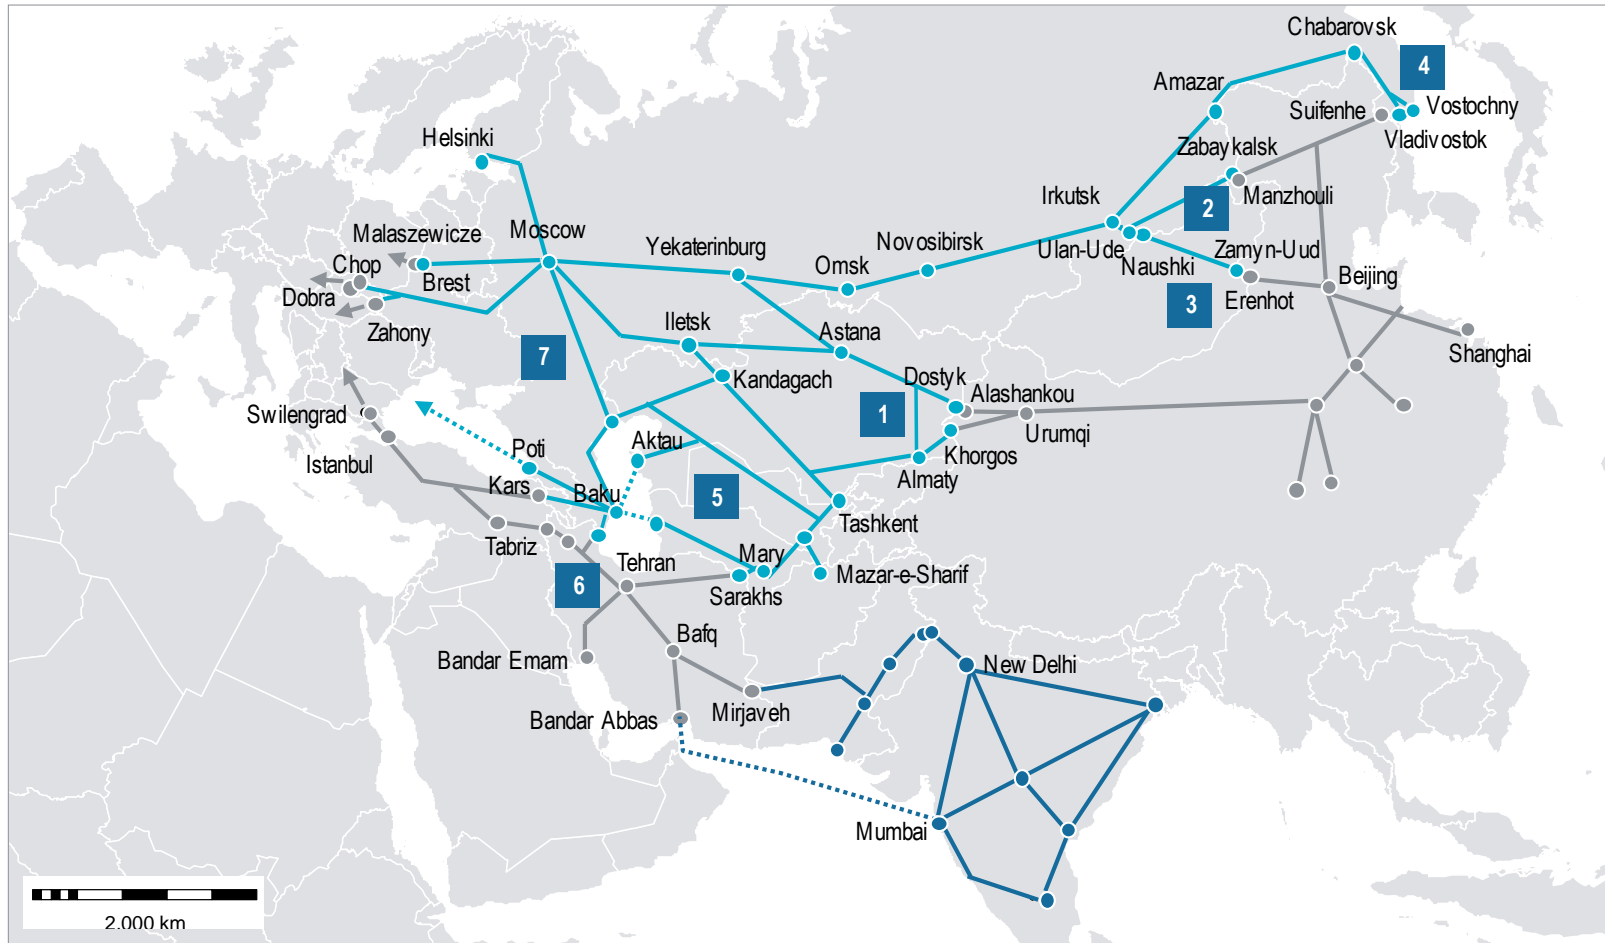 Chabarovsk
4
Amazar
Suifenhe
Vostochny
Vladivostok
Helsinki
Zabaykalsk
Manzhouli
2
Irkutsk
Malaszewicze
Moscow
Yekaterinburg
Novosibirsk
Omsk
Ulan-Ude
Naushki
Zamyn-Uud
Beijing
Chop
Brest
Dobra
Erenhot
3
Zahony
Iletsk
Astana
Shanghai
7
Kandagach
Dostyk
Alashankou
1
Swilengrad
Urumqi
Istanbul
Poti
Aktau
Khorgos
Almaty
Kars
Baku
5
Tashkent
Tabriz
Tehran
Mary
Mazar-e-Sharif
6
Sarakhs
Bafq
Bandar Emam
New Delhi
Bandar Abbas
Mirjaveh
Mumbai
2,000 km